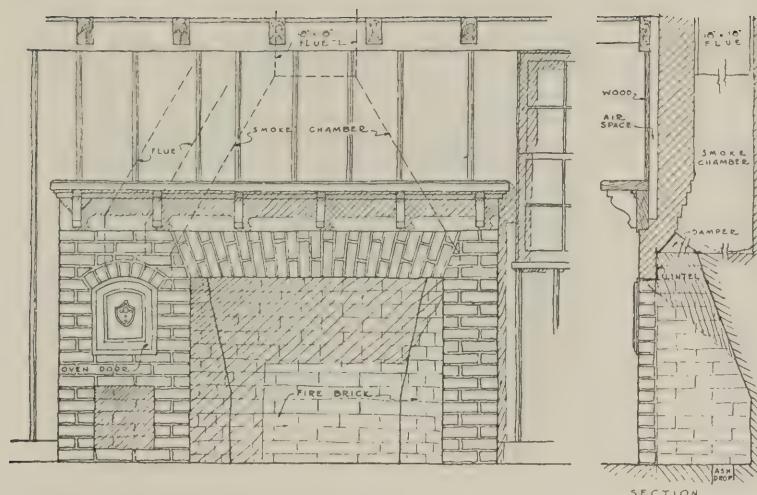 FLUE
FLUE
SMOKE CHAMBER
OVEN DOOR
FIRE BRICK
FLUE
WOOD
AIR
SPACE
SMOKE
CHAMBER
DAMPER
LINTEL
ASH
DROP
SECTION